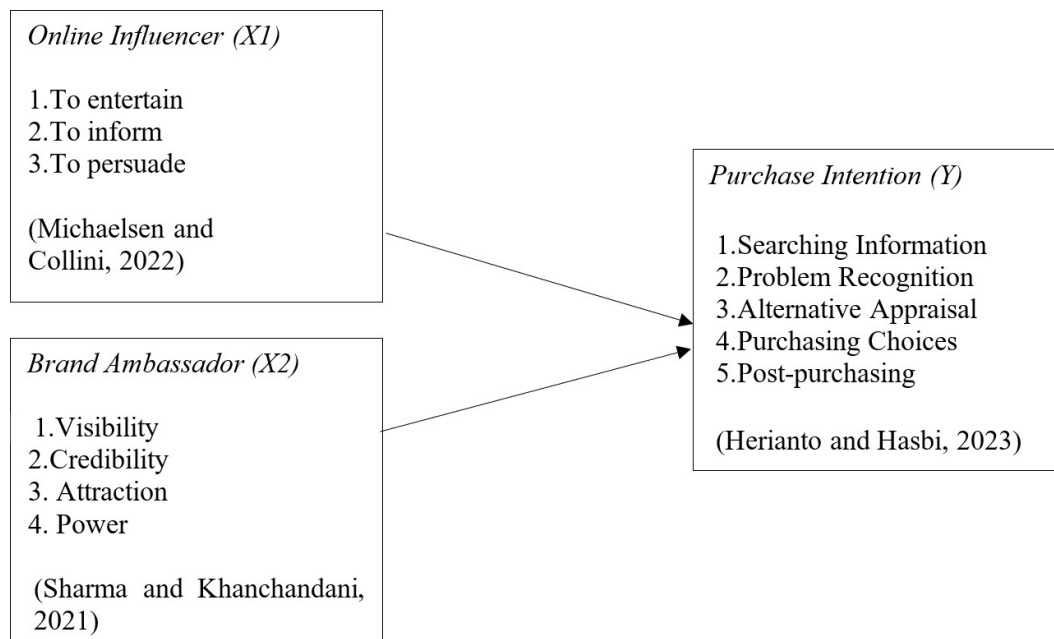 Online Influencer (X1)
1.To entertain
2.To inform
3.To persuade
(Michaelsen and
Collini, 2022)
Brand Ambassador (X2)
1.Visibility
2.Credibility
3. Attraction
4. Power
(Sharma and Khanchandani,
2021)
Purchase Intention (Y)
1.Searching Information
2.Problem Recognition
3.Alternative Appraisal
4.Purchasing Choices
5.Post-purchasing
(Herianto and Hasbi, 2023)